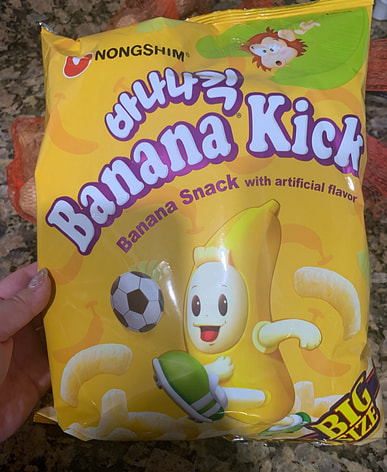 NONGSHIM®
바나나킥
Banana Kick®
Banana Snack with artificial flavor
BIG
SIZE